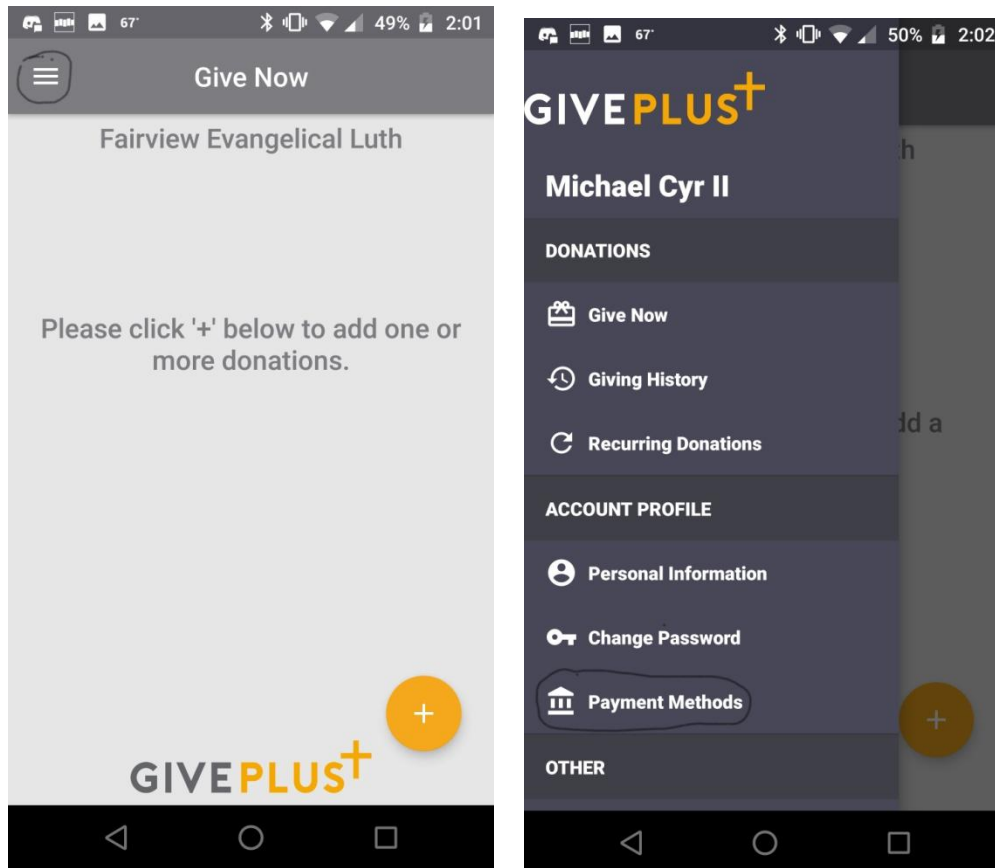 67°
49%
2:01
Give Now
Fairview Evangelical Luth
Please click '+' below to add one or
more donations.
+
GIVEPLUS+
67°
50%
2:02
GIVEPLUS+
h
Michael Cyr II
DONATIONS
Give Now
Giving History
Recurring Donations
dd a
ACCOUNT PROFILE
Personal Information
Change Password
Payment Methods
+
OTHER